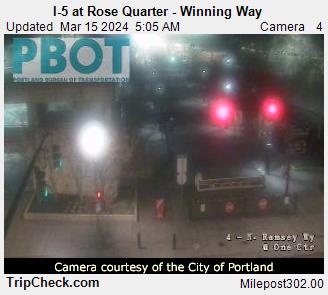 I-5 at Rose Quarter - Winning Way
Updated Mar 15 2024 5:05 AM Camera 4
PBOT
PORTLAND BUREAU OF TRANSPORTATION
4 - N. Ramsey Wy
@ One Ctr
Camera courtesy of the City of Portland
TripCheck.com Milepost302.00